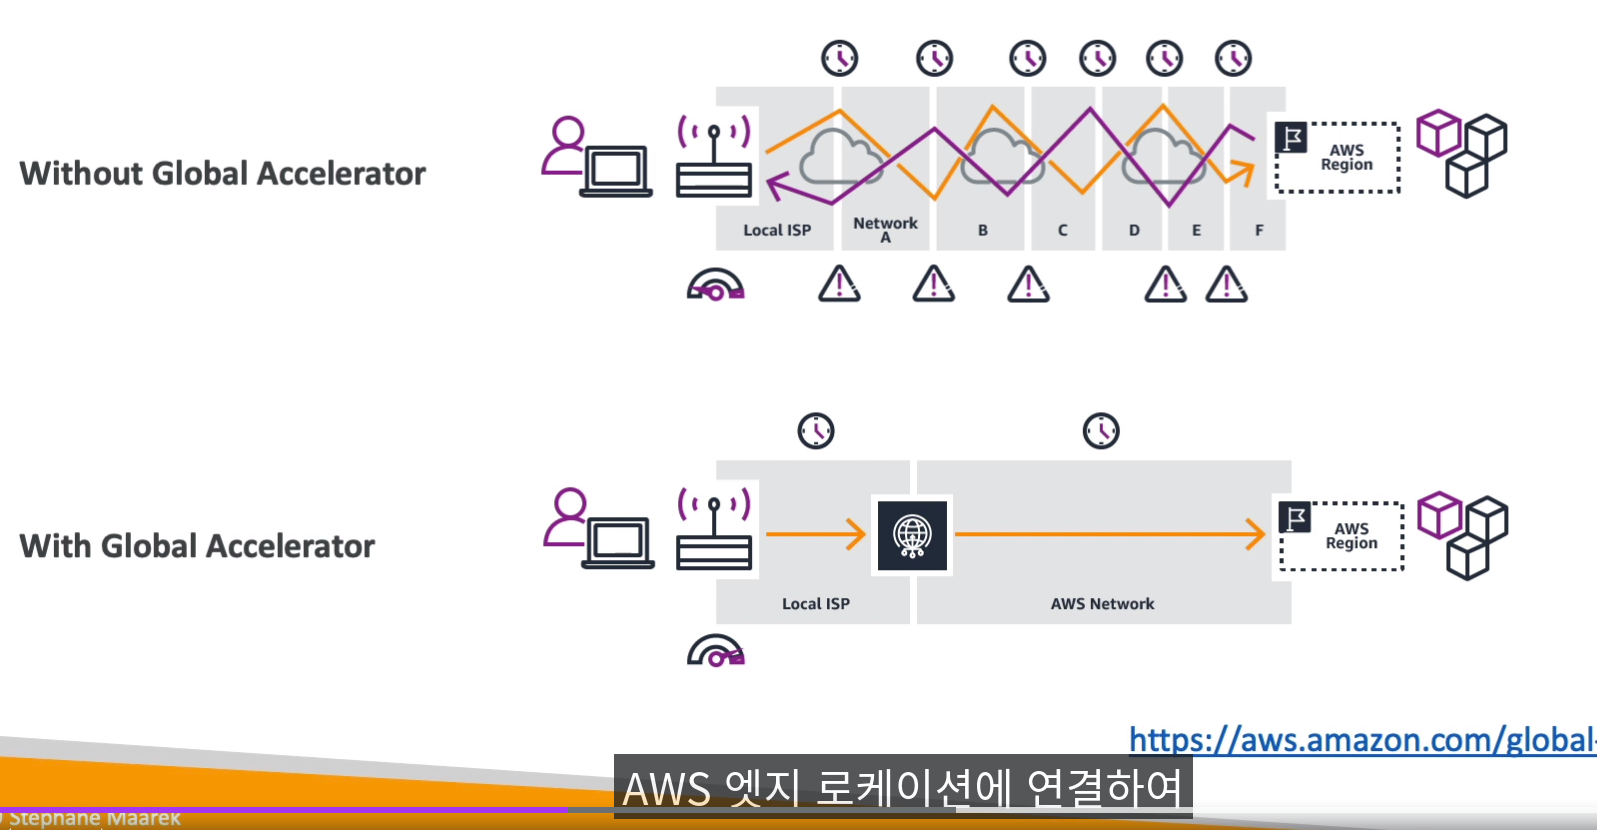 Without Global Accelerator
Local ISP
Network
A
B
C
D
E
F
AWS
Region
With Global Accelerator
Local ISP
AWS Network
AWS
Region
https://aws.amazon.com/global-
AWS 엣지 로케이션에 연결하여
Stephane Maarek